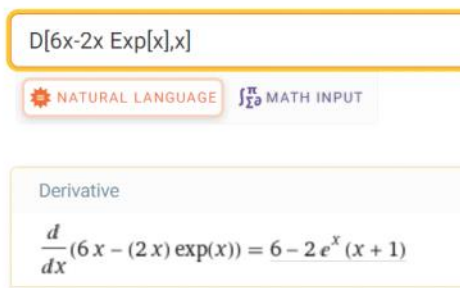 D[6x-2x Exp[x],x]
NATURAL LANGUAGE ∫Σ∂π MATH INPUT
Derivative
d/dx (6 x − (2 x) exp(x)) = 6 − 2 e^x (x + 1)